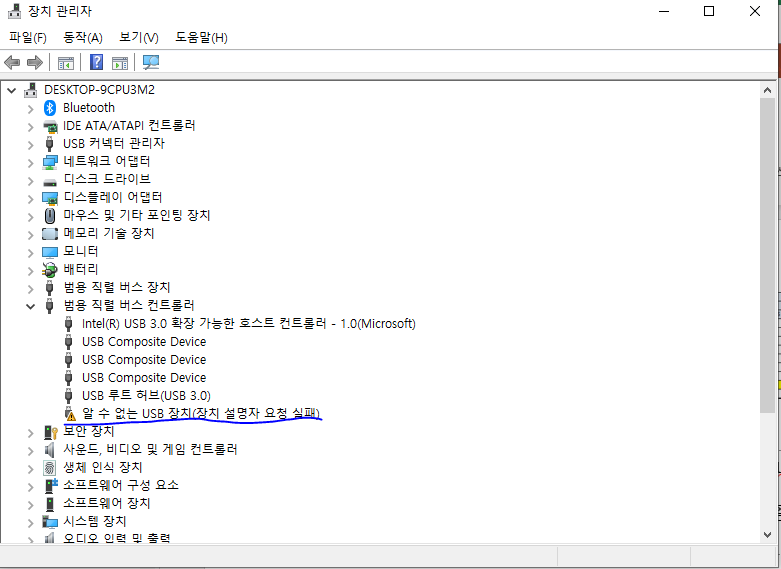 장치 관리자
파일(F) 동작(A) 보기(V) 도움말(H)
DESKTOP-9CPU3M2
Bluetooth
IDE ATA/ATAPI 컨트롤러
USB 커넥터 관리자
네트워크 어댑터
디스크 드라이브
디스플레이 어댑터
마우스 및 기타 포인팅 장치
메모리 기술 장치
모니터
배터리
범용 직렬 버스 장치
범용 직렬 버스 컨트롤러
Intel(R) USB 3.0 확장 가능한 호스트 컨트롤러 - 1.0(Microsoft)
USB Composite Device
USB Composite Device
USB Composite Device
USB 루트 허브(USB 3.0)
알 수 없는 USB 장치(장치 설명자 요청 실패)
보안 장치
사운드, 비디오 및 게임 컨트롤러
생체 인식 장치
소프트웨어 구성 요소
소프트웨어 장치
시스템 장치
오디오 입력 및 출력